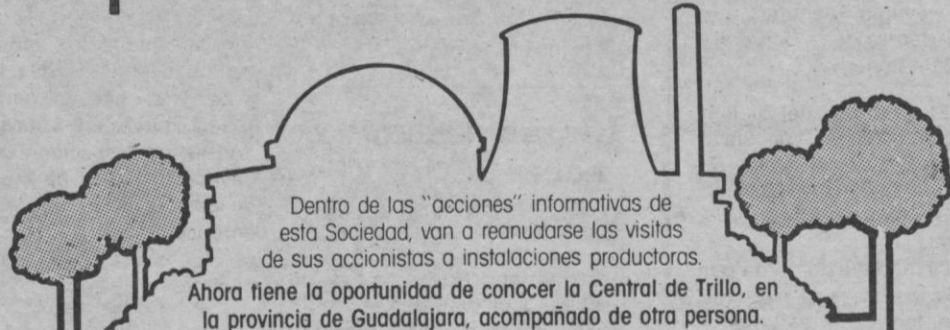 Dentro de las "acciones" informativas de
esta Sociedad, van a reanudarse las visitas
de sus accionistas a instalaciones productoras.
Ahora tiene la oportunidad de conocer la Central de Trillo, en
la provincia de Guadalajara, acompañado de otra persona.